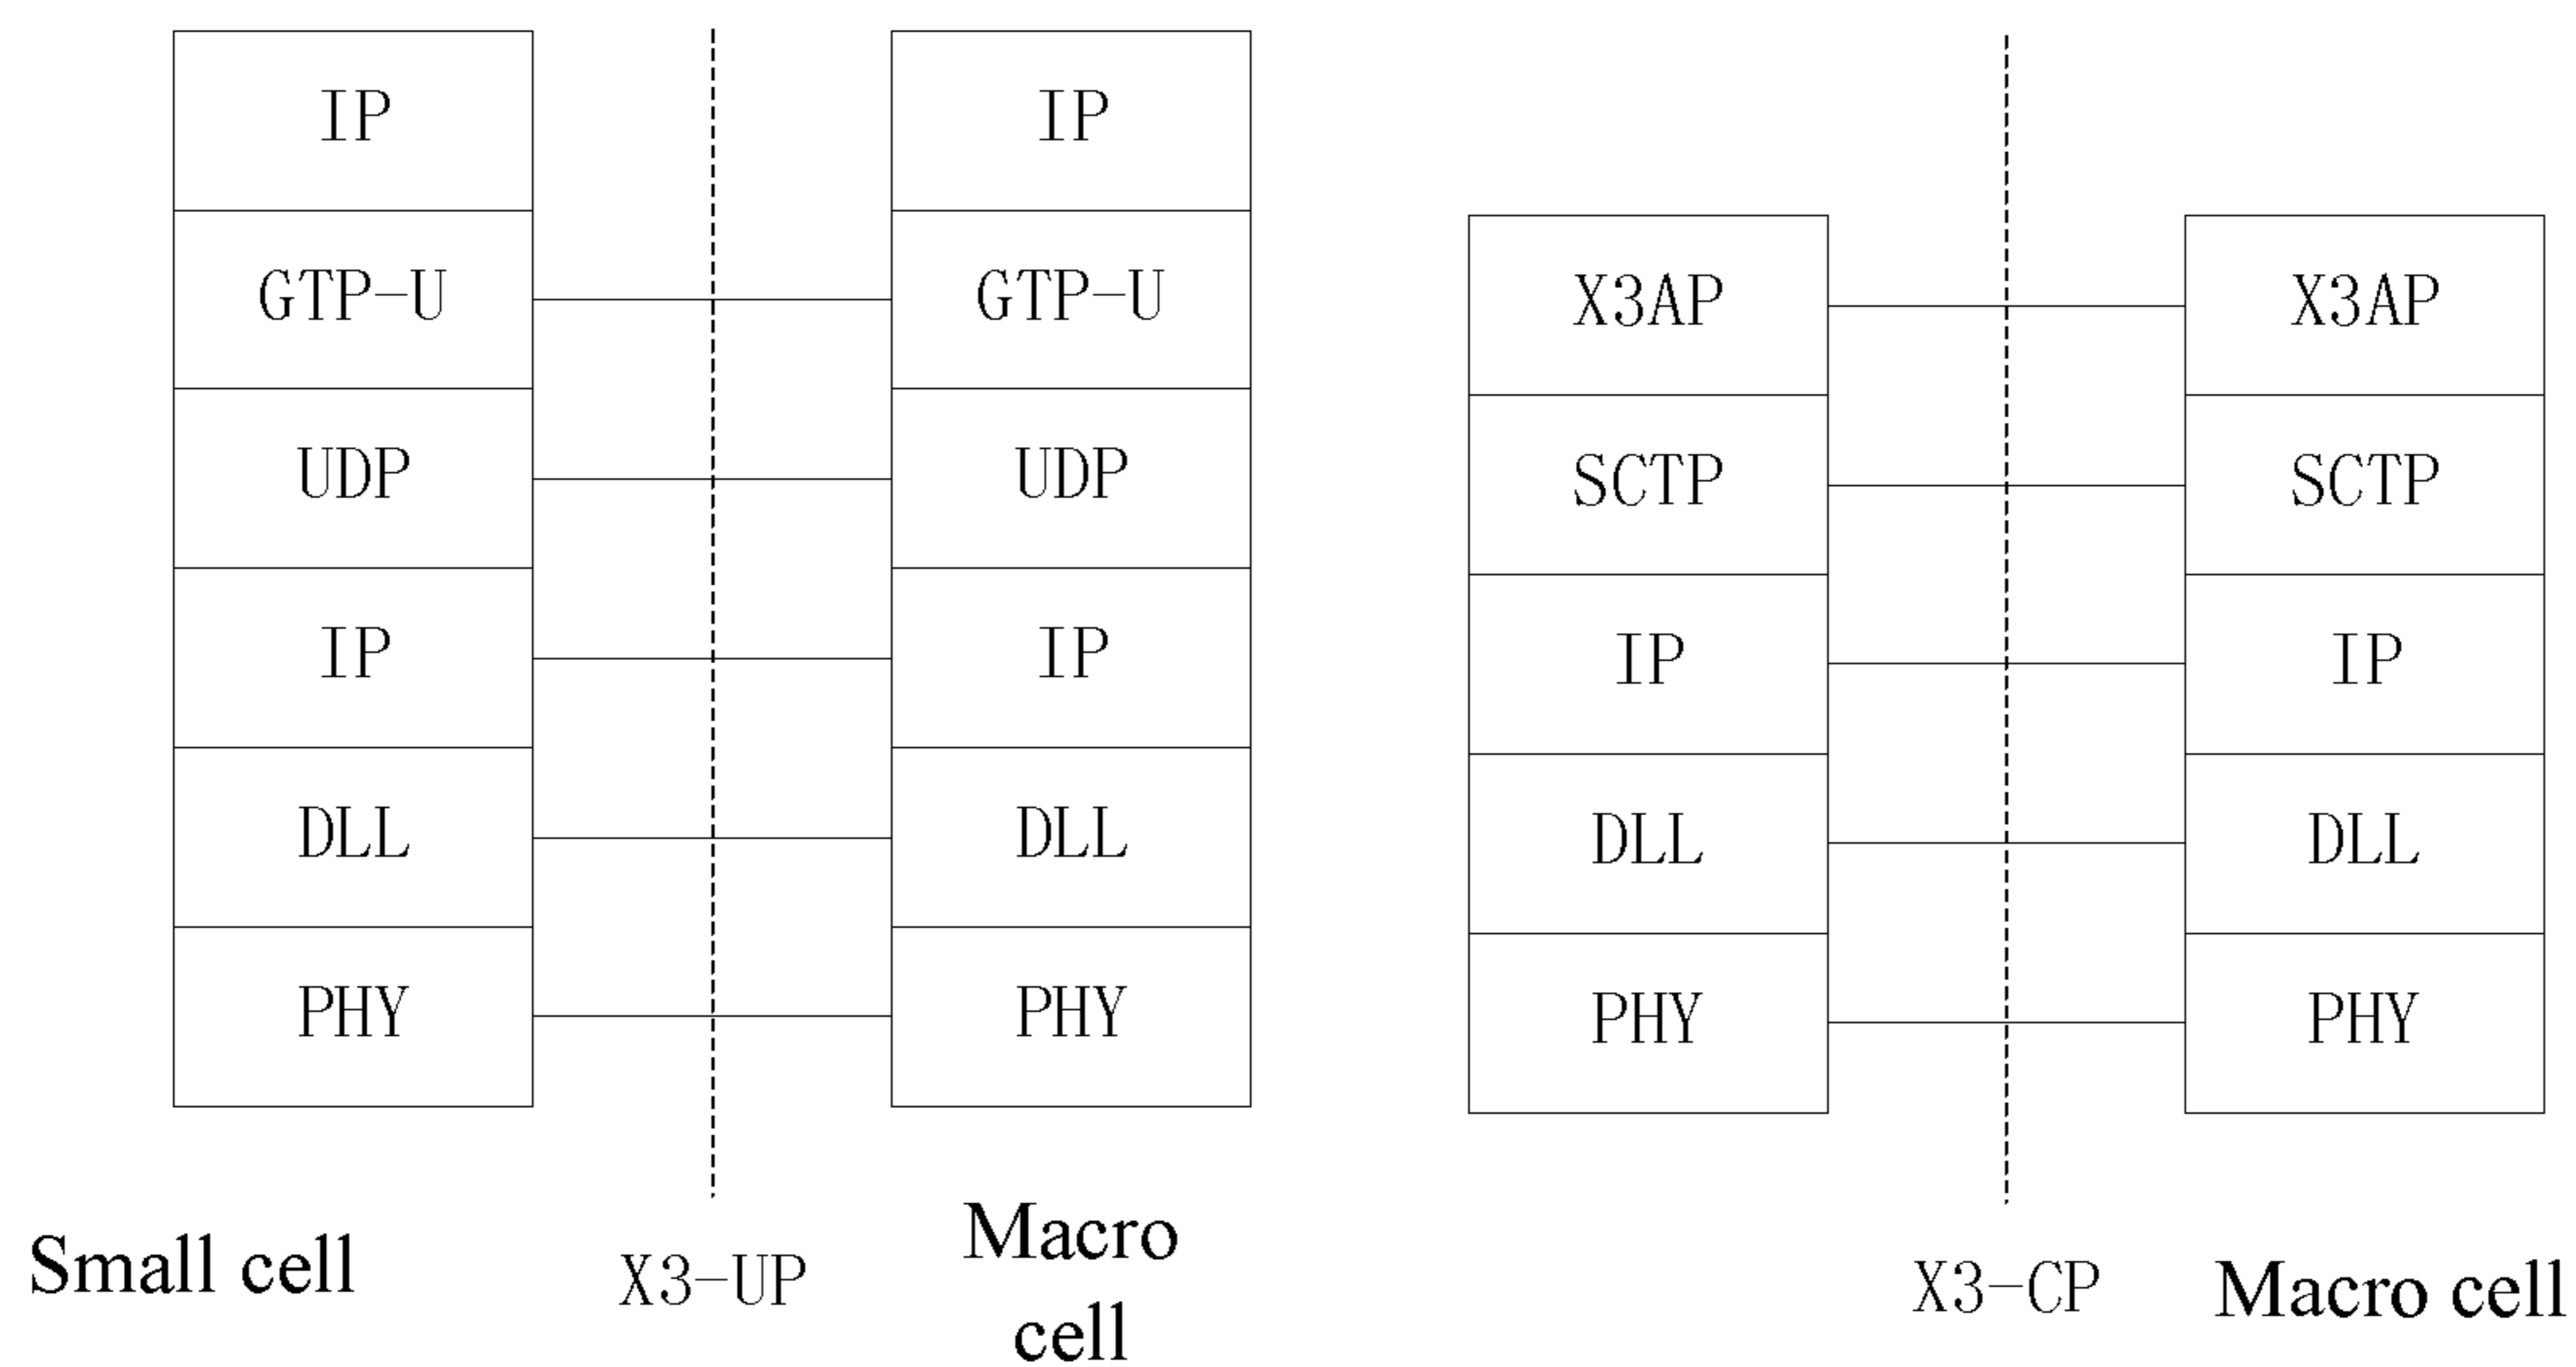 IP
GTP-U
UDP
IP
DLL
PHY
Small cell
X3-UP
IP
GTP-U
UDP
IP
DLL
PHY
Macro
cell
X3AP
SCTP
IP
DLL
PHY
X3-CP
X3AP
SCTP
IP
DLL
PHY
Macro cell